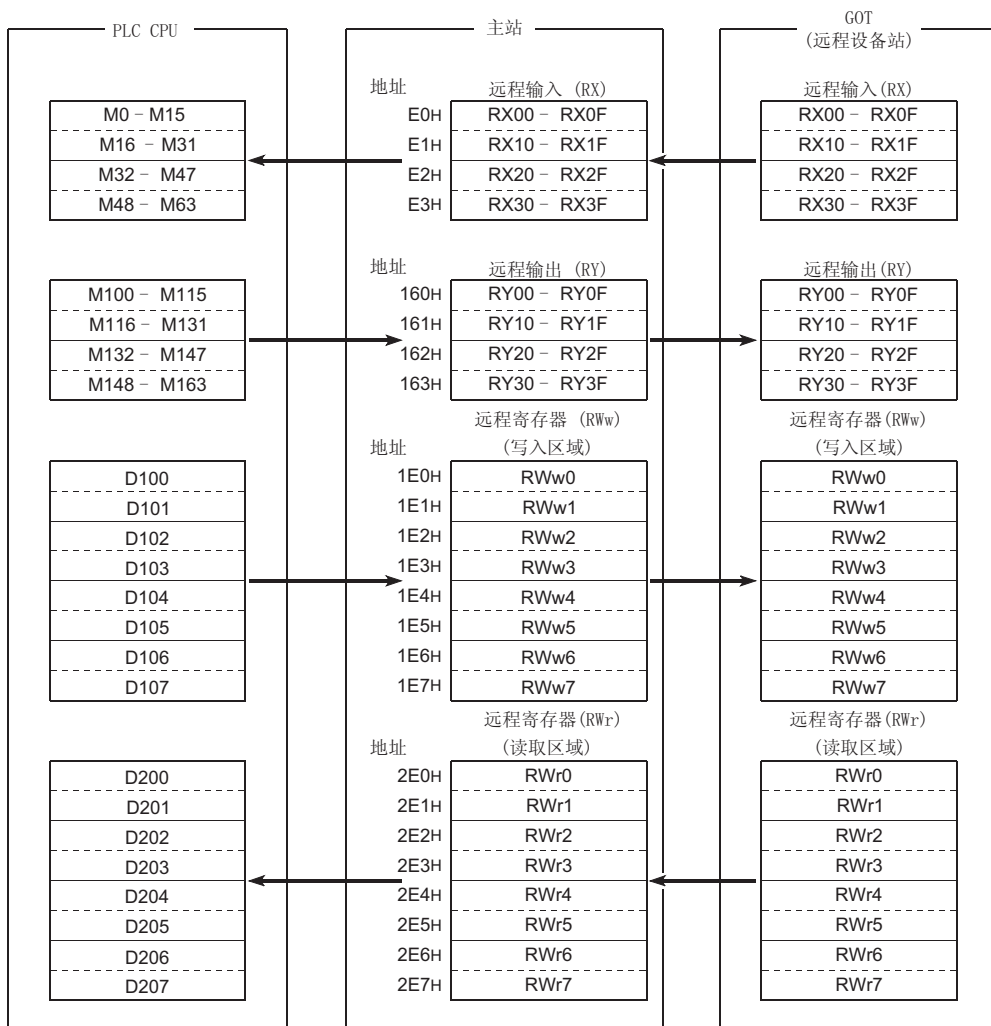 PLC CPU 主站 GOT
(远程设备站)
地址 远程输入 (RX) 远程输入(RX)
M0 - M15 E0H RX00 - RX0F RX00 - RX0F
M16 - M31 E1H RX10 - RX1F RX10 - RX1F
M32 - M47 E2H RX20 - RX2F RX20 - RX2F
M48 - M63 E3H RX30 - RX3F RX30 - RX3F
地址 远程输出 (RY) 远程输出(RY)
M100 - M115 160H RY00 - RY0F RY00 - RY0F
M116 - M131 161H RY10 - RY1F RY10 - RY1F
M132 - M147 162H RY20 - RY2F RY20 - RY2F
M148 - M163 163H RY30 - RY3F RY30 - RY3F
远程寄存器 (RWw) 远程寄存器(RWw)
地址 (写入区域) (写入区域)
D100 1E0H RWw0 RWw0
D101 1E1H RWw1 RWw1
D102 1E2H RWw2 RWw2
D103 1E3H RWw3 RWw3
D104 1E4H RWw4 RWw4
D105 1E5H RWw5 RWw5
D106 1E6H RWw6 RWw6
D107 1E7H RWw7 RWw7
远程寄存器(RWr) 远程寄存器(RWr)
地址 (读取区域) (读取区域)
D200 2E0H RWr0 RWr0
D201 2E1H RWr1 RWr1
D202 2E2H RWr2 RWr2
D203 2E3H RWr3 RWr3
D204 2E4H RWr4 RWr4
D205 2E5H RWr5 RWr5
D206 2E6H RWr6 RWr6
D207 2E7H RWr7 RWr7